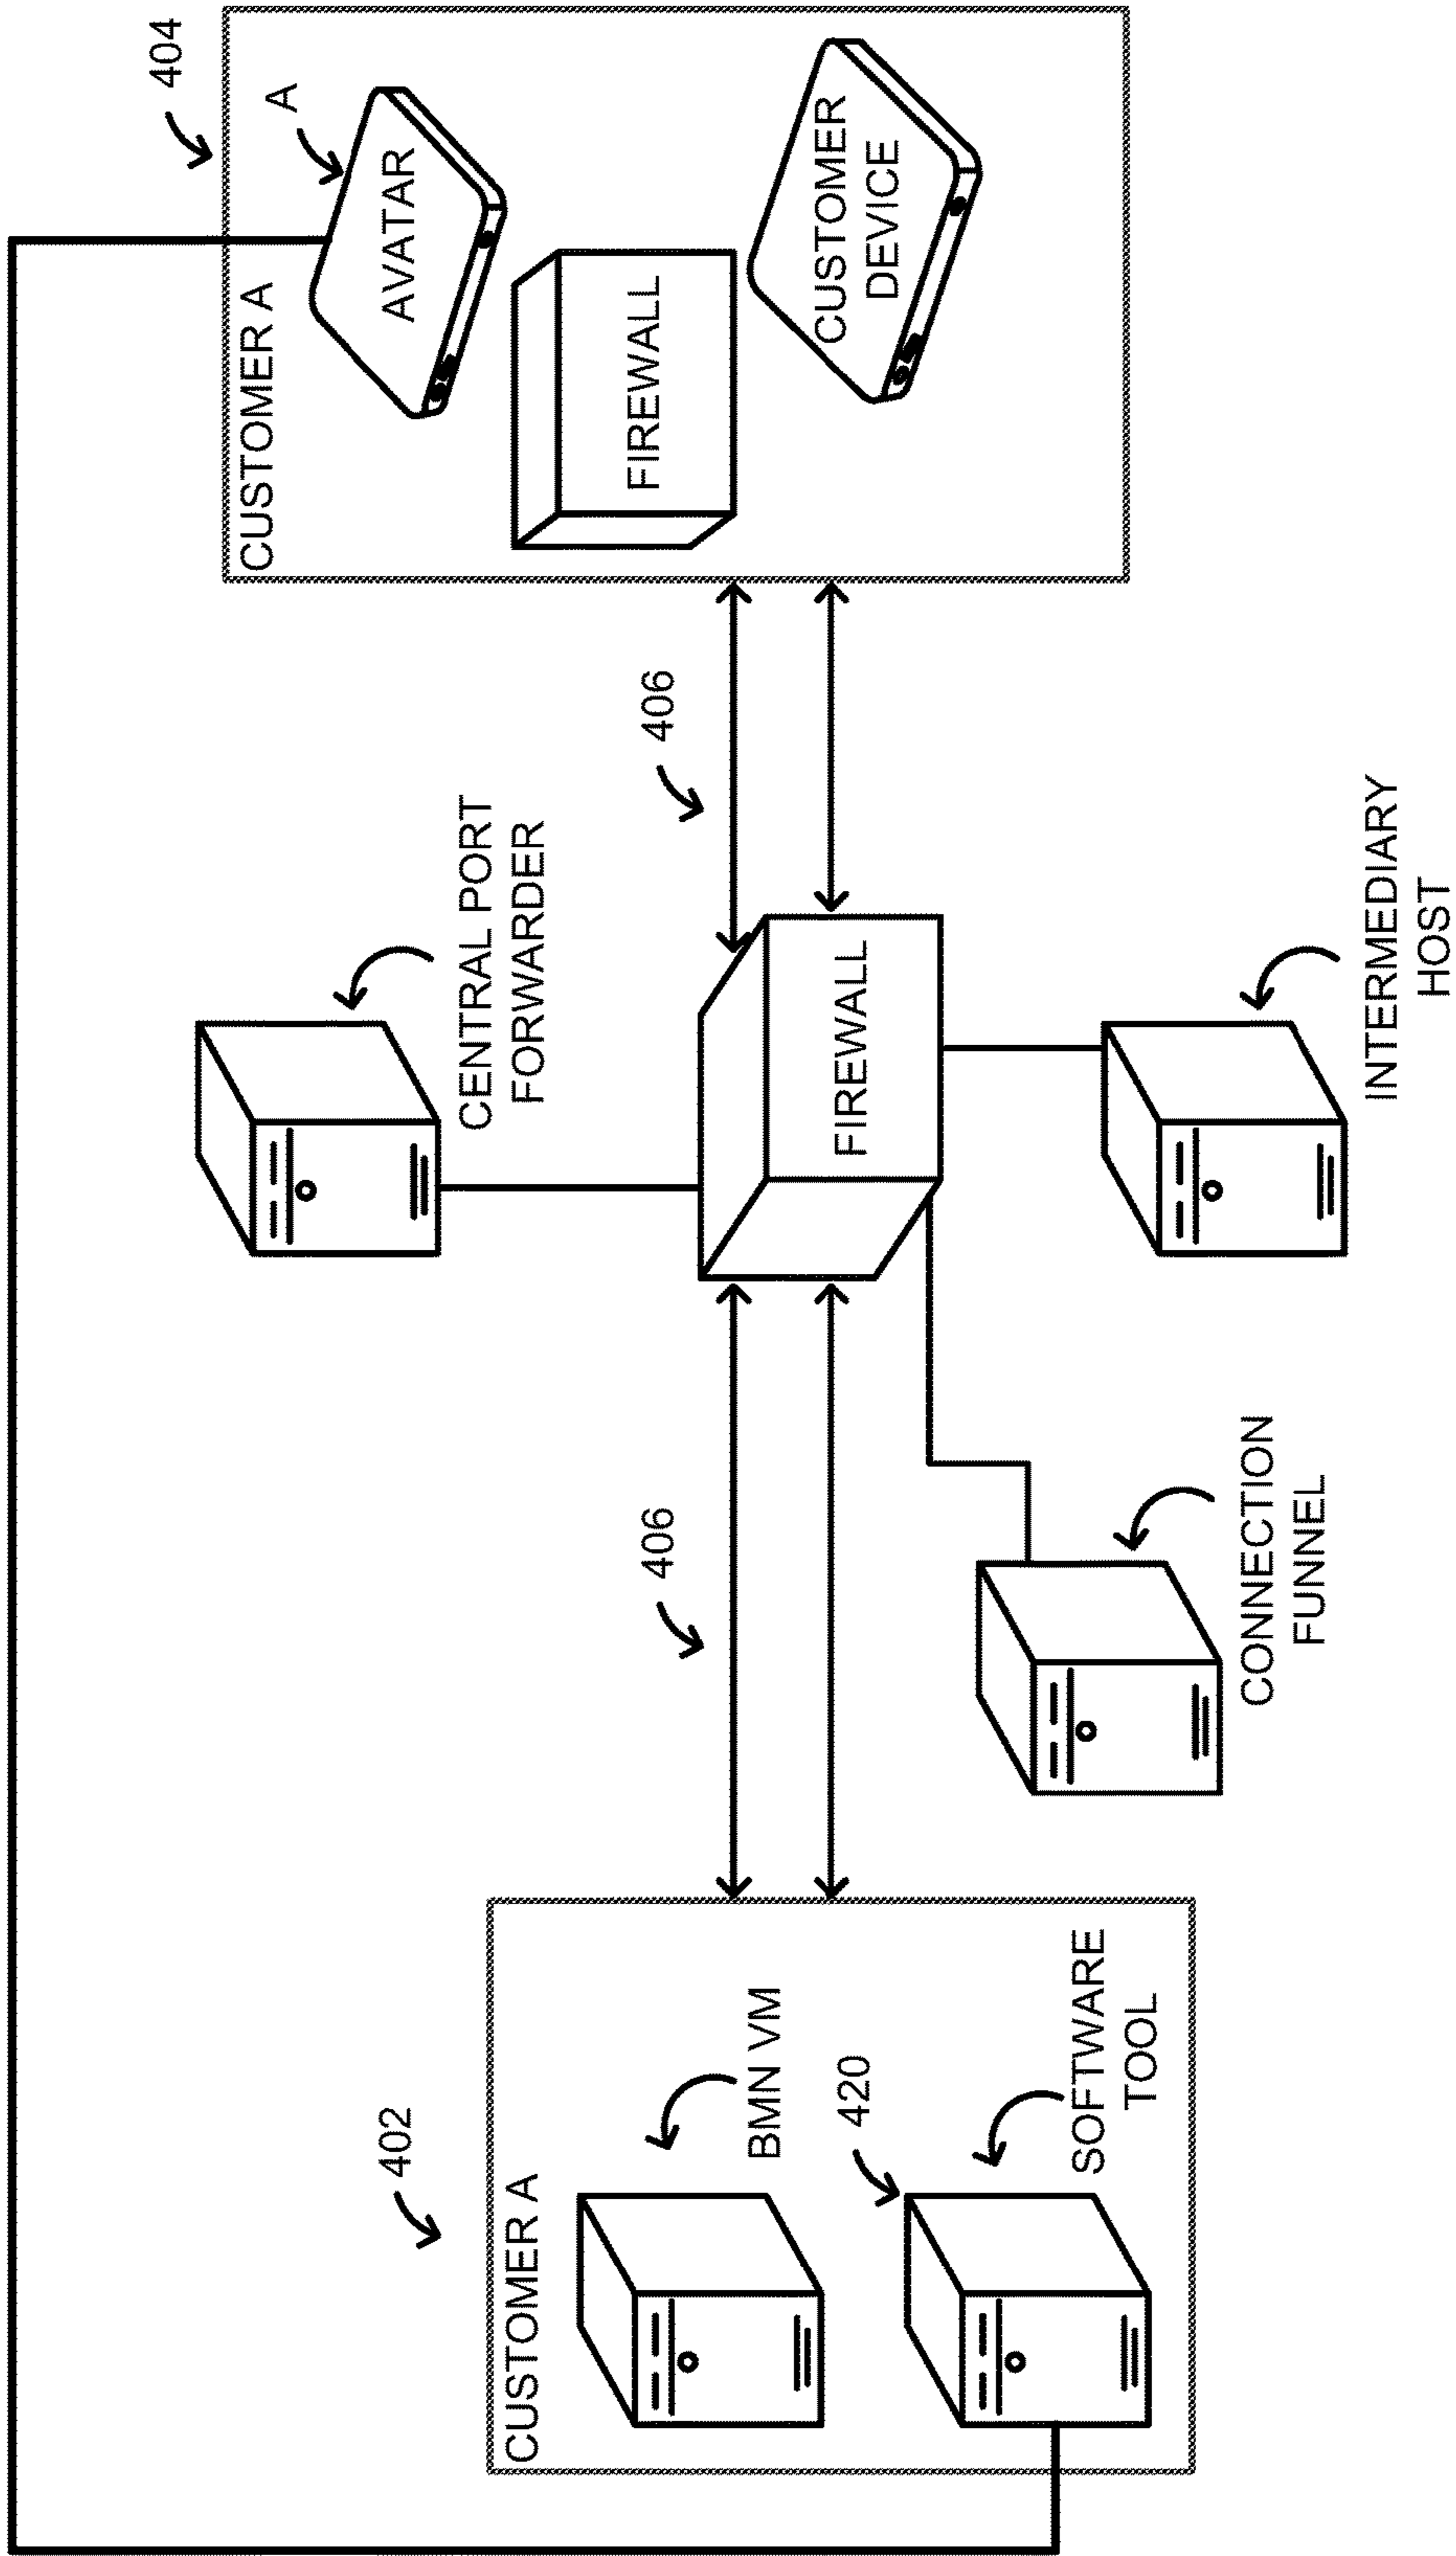 402
CUSTOMER A
BMN VM
420
SOFTWARE
TOOL
406
CONNECTION
FUNNEL
CENTRAL PORT
FORWARDER
FIREWALL
INTERMEDIARY
HOST
406
404
CUSTOMER A
A
AVATAR
FIREWALL
CUSTOMER
DEVICE